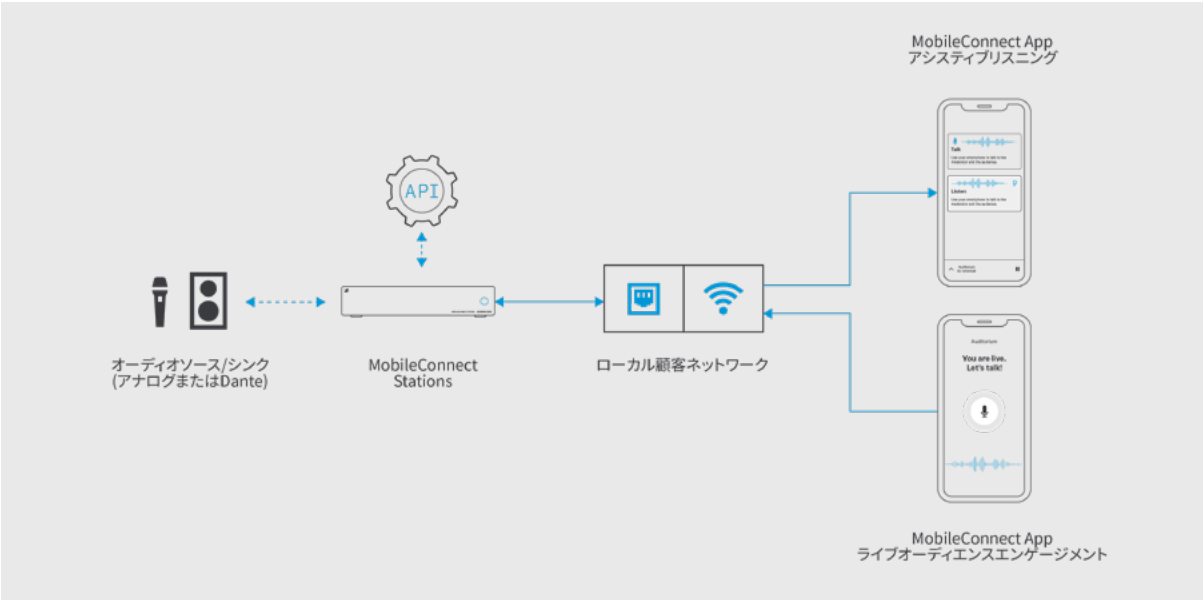 MobileConnect App
アシスティブリスニング
Talk
Listen
API
オーディオソース/シンク
(アナログまたはDante)
MobileConnect
Stations
ローカル顧客ネットワーク
Auditorium
You are live.
Let's talk!
MobileConnect App
ライブオーディエンスエンゲージメント